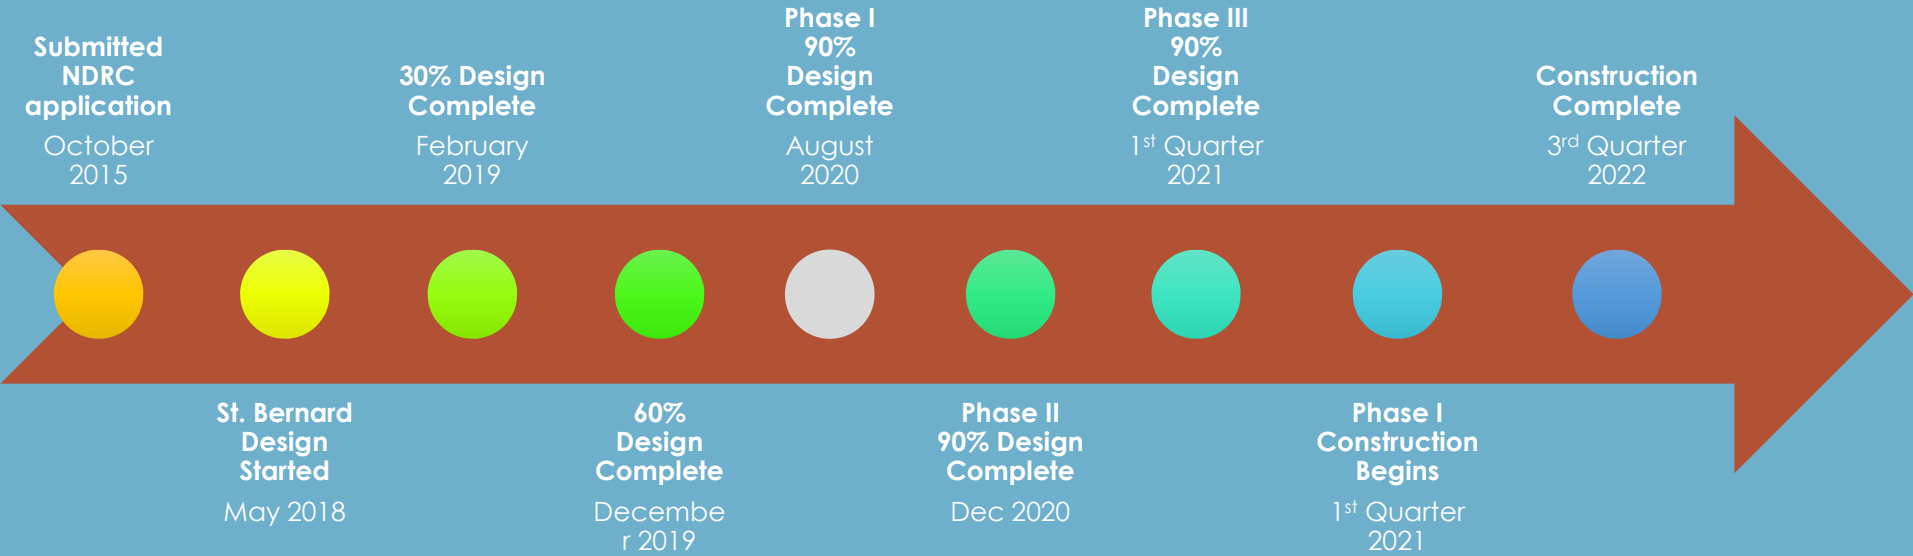 Submitted
NDRC
application
October
2015
St. Bernard
Design
Started
May 2018
30% Design
Complete
February
2019
60%
Design
Complete
Decembe
r 2019
Phase I
90%
Design
Complete
August
2020
Phase II
90% Design
Complete
Dec 2020
Phase III
90%
Design
Complete
1st Quarter
2021
Phase I
Construction
Begins
1st Quarter
2021
Construction
Complete
3rd Quarter
2022